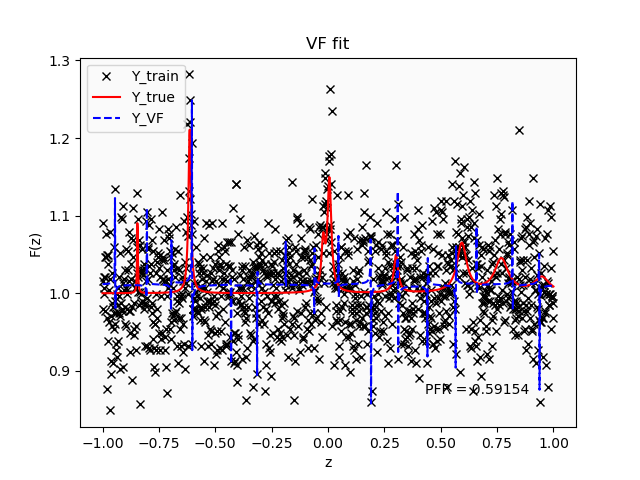 VF fit
1.3
1.2
1.1
1.0
0.9
F(z)
Y_train
Y_true
Y_VF
PFR = 0.59154
−1.00 −0.75 −0.50 −0.25 0.00 0.25 0.50 0.75 1.00
z